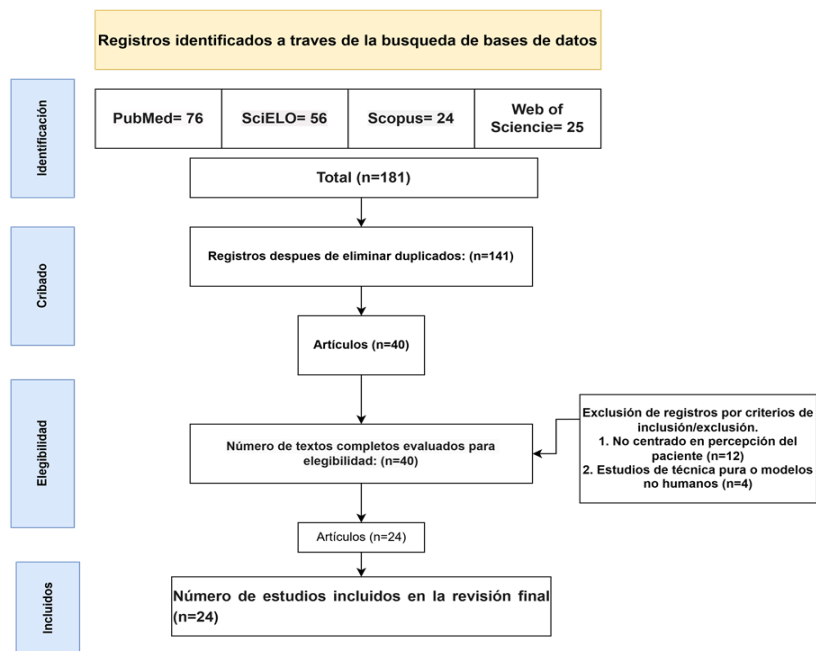 Registros identificados a traves de la busqueda de bases de datos
Identificación
PubMed= 76
SciELO= 56
Scopus= 24
Web of
Sciencie= 25
Total (n=181)
Cribado
Registros despues de eliminar duplicados: (n=141)
Artículos (n=40)
Elegibilidad
Número de textos completos evaluados para
elegibilidad: (n=40)
Exclusión de registros por criterios de
inclusión/exclusión.
1. No centrado en percepción del
paciente (n=12)
2. Estudios de técnica pura o modelos
no humanos (n=4)
Artículos (n=24)
Incluidos
Número de estudios incluidos en la revisión final
(n=24)